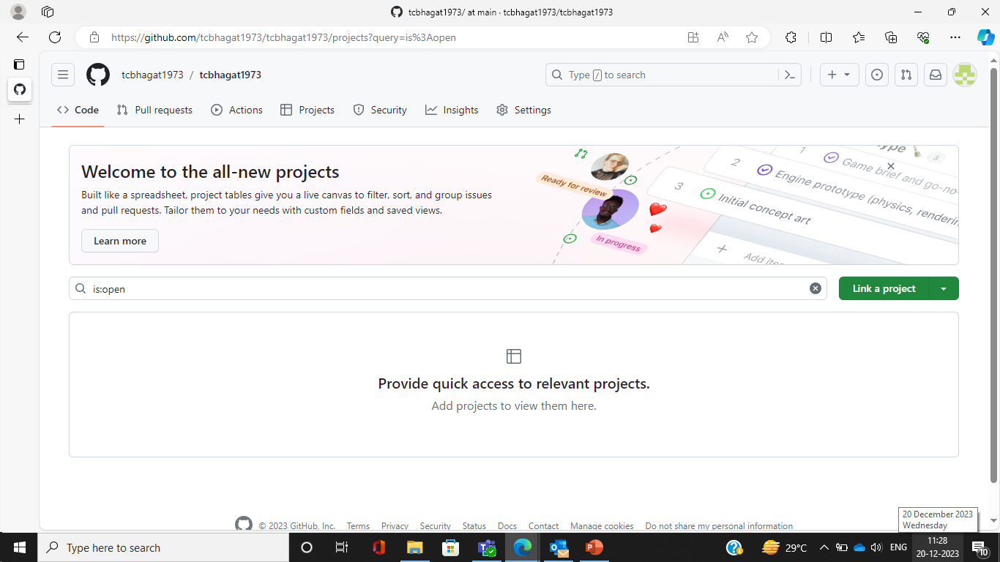 tcbhagat1973/ at main · tcbhagat1973/tcbhagat1973
https://github.com/tcbhagat1973/tcbhagat1973/projects?query=is%3Aopen
tcbhagat1973 / tcbhagat1973
Type / to search
Code Pull requests Actions Projects Security Insights Settings
Welcome to the all-new projects
Built like a spreadsheet, project tables give you a live canvas to filter, sort, and group issues
and pull requests. Tailor them to your needs with custom fields and saved views.
Learn more
Ready for review
In progress
ype 3
1 Game brief and go-no-
2 Engine prototype (physics, renderin
3 Initial concept art
+ Add ite
is:open
Link a project
Provide quick access to relevant projects.
Add projects to view them here.
© 2023 GitHub, Inc. Terms Privacy Security Status Docs Contact Manage cookies Do not share my personal information
20 December 2023
Wednesday
Type here to search
29°C
ENG
11:28
20-12-2023
10